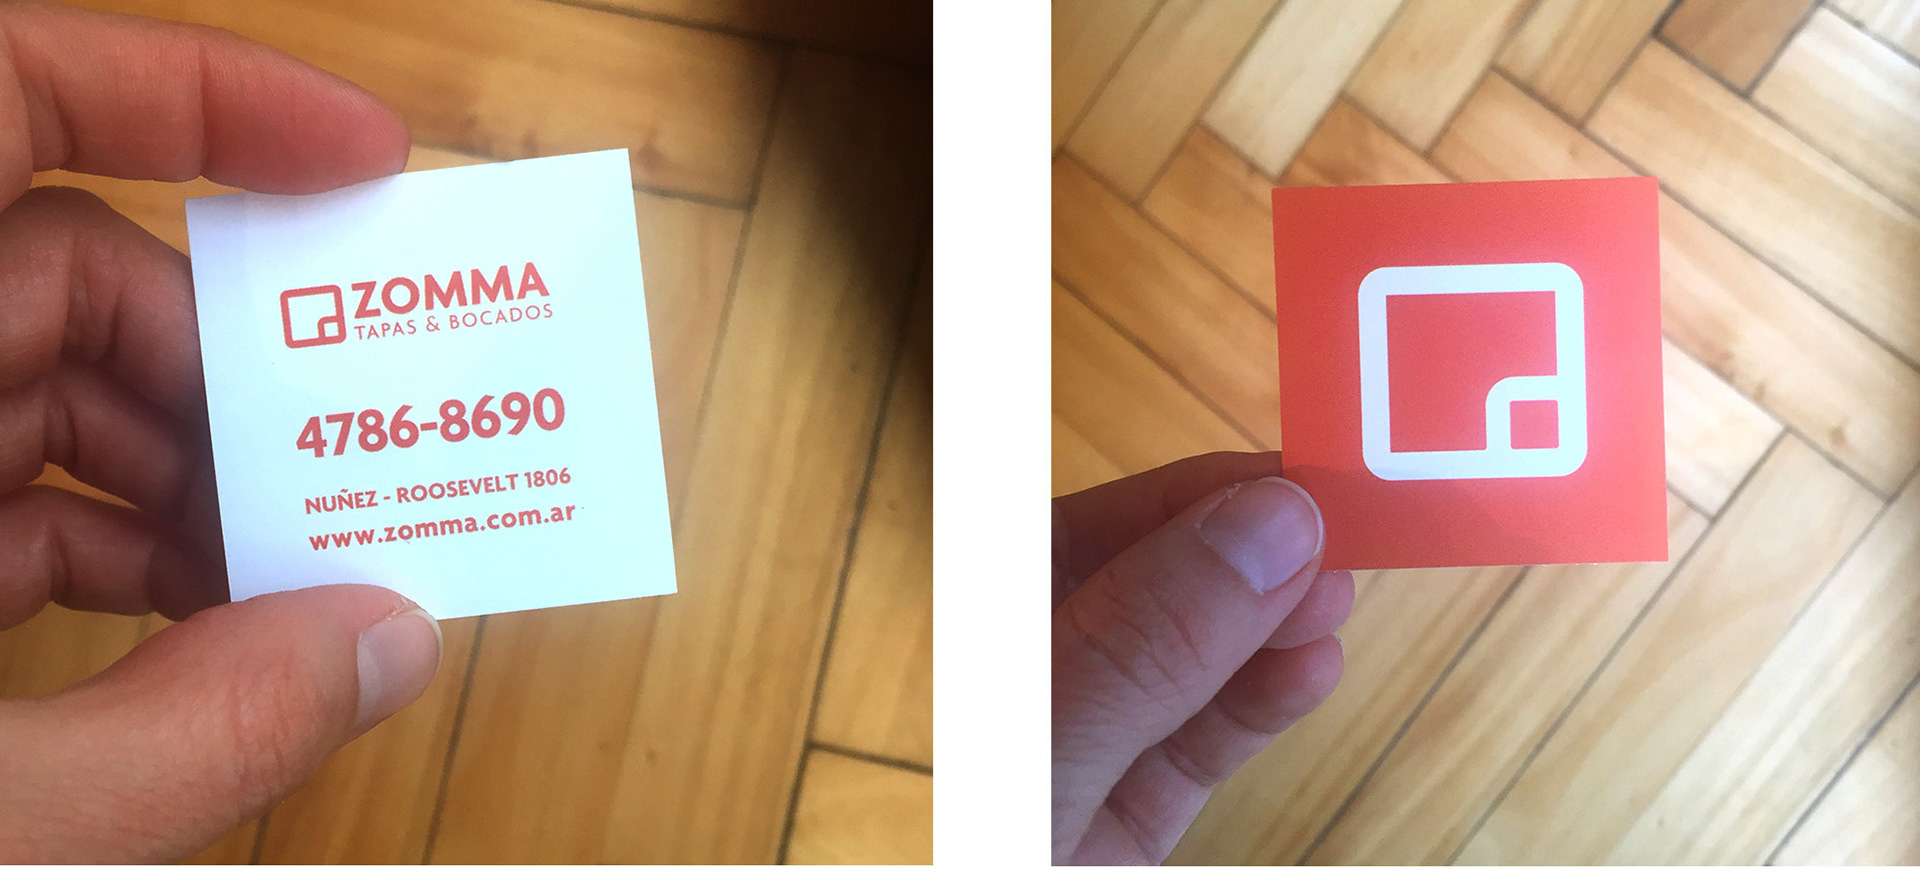 ZOMMA
TAPAS & BOCADOS
4786-8690
NUÑEZ - ROOSEVELT 1806
www.zomma.com.ar